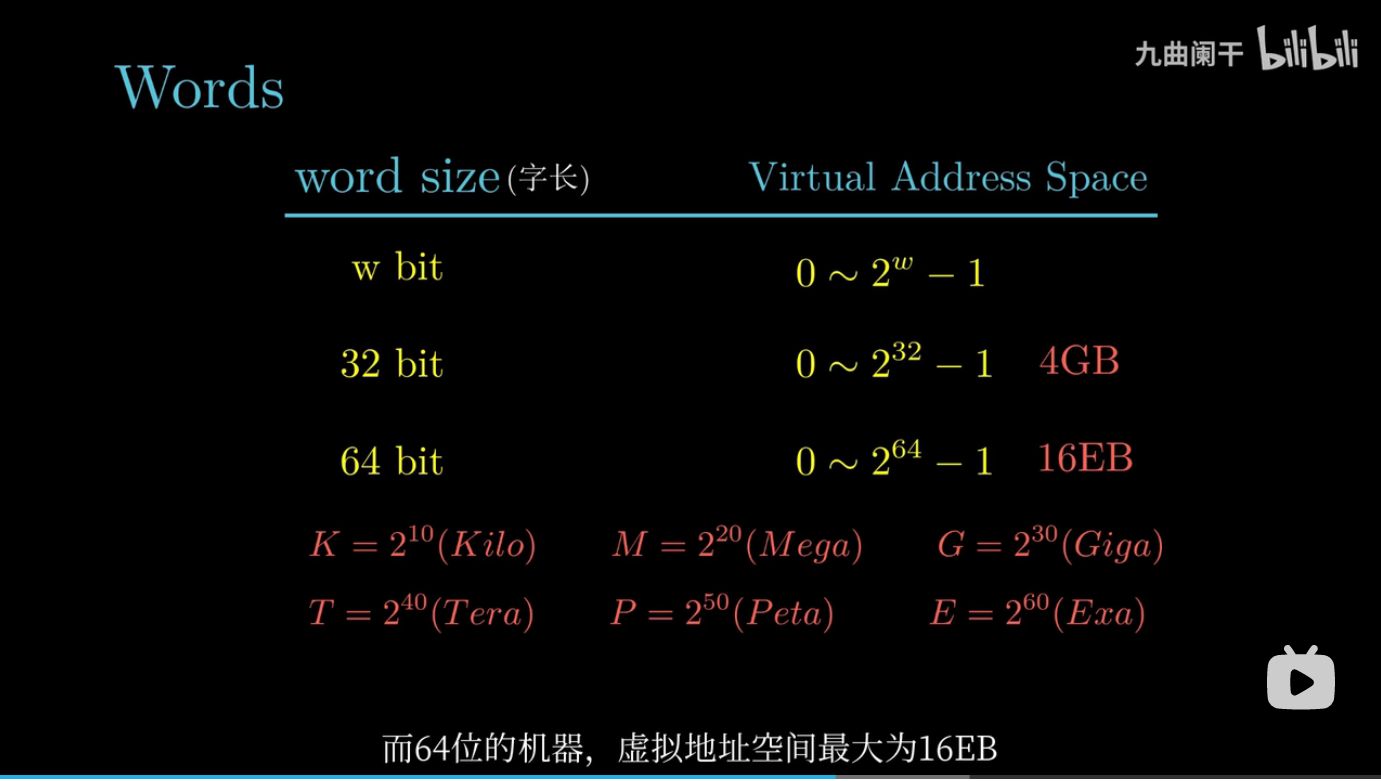 九曲阑干 bilibili
Words
word size(字长) Virtual Address Space
w bit 0 ∼ 2^w − 1
32 bit 0 ∼ 2^32 − 1 4GB
64 bit 0 ∼ 2^64 − 1 16EB
K = 2^10(Kilo) M = 2^20(Mega) G = 2^30(Giga)
T = 2^40(Tera) P = 2^50(Peta) E = 2^60(Exa)
而64位的机器，虚拟地址空间最大为16EB